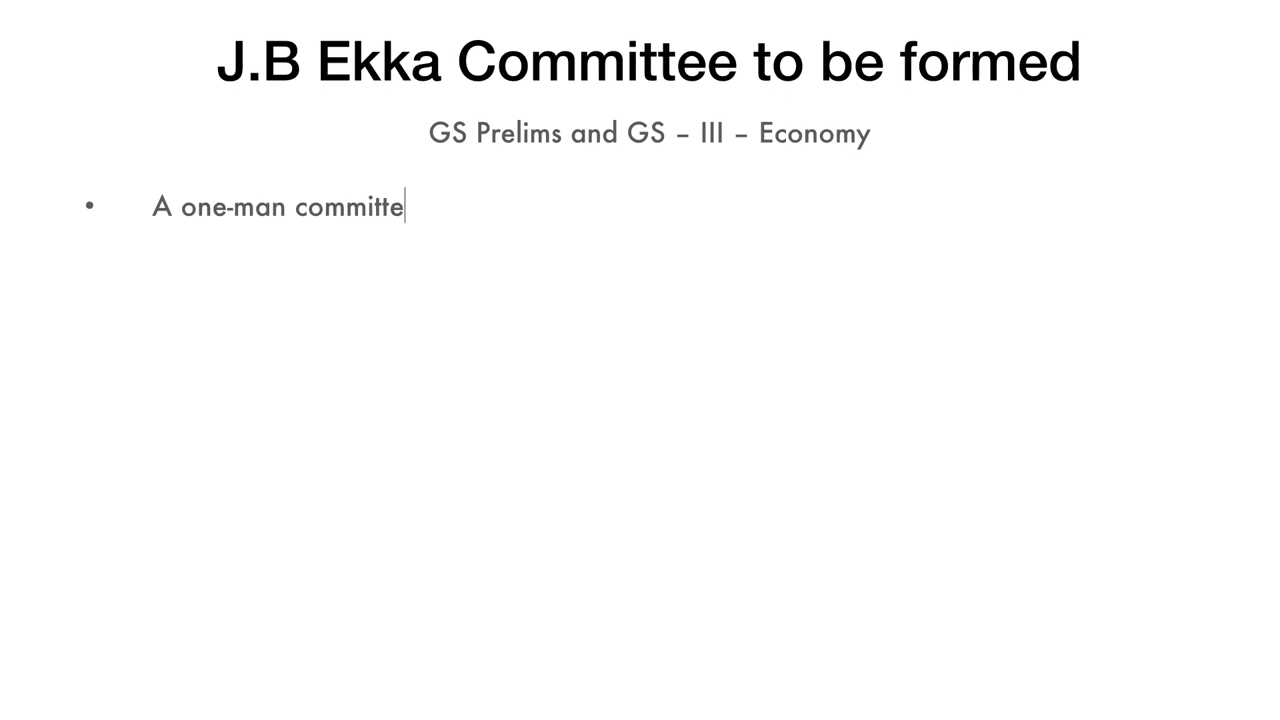 J.B Ekka Committee to be formed
GS Prelims and GS – III – Economy
• A one-man committe